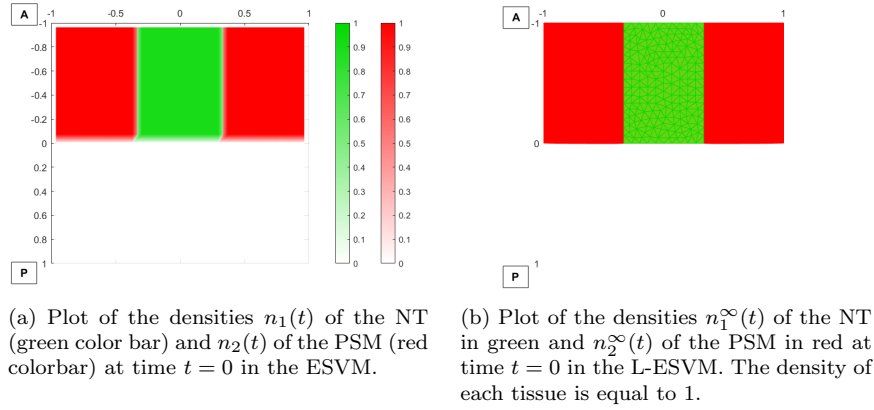 A
-1 -0.5 0 0.5 1
-1
-0.8
-0.6
-0.4
-0.2
0
0.2
0.4
0.6
0.8
1
P
1
0.9
0.8
0.7
0.6
0.5
0.4
0.3
0.2
0.1
0
1
0.9
0.8
0.7
0.6
0.5
0.4
0.3
0.2
0.1
0
A
-1 0 1
-1
0
1
P
(a) Plot of the densities n₁(t) of the NT
(green color bar) and n₂(t) of the PSM (red
colorbar) at time t = 0 in the ESVM.
(b) Plot of the densities n₁^∞(t) of the NT
in green and n₂^∞(t) of the PSM in red at
time t = 0 in the L-ESVM. The density of
each tissue is equal to 1.